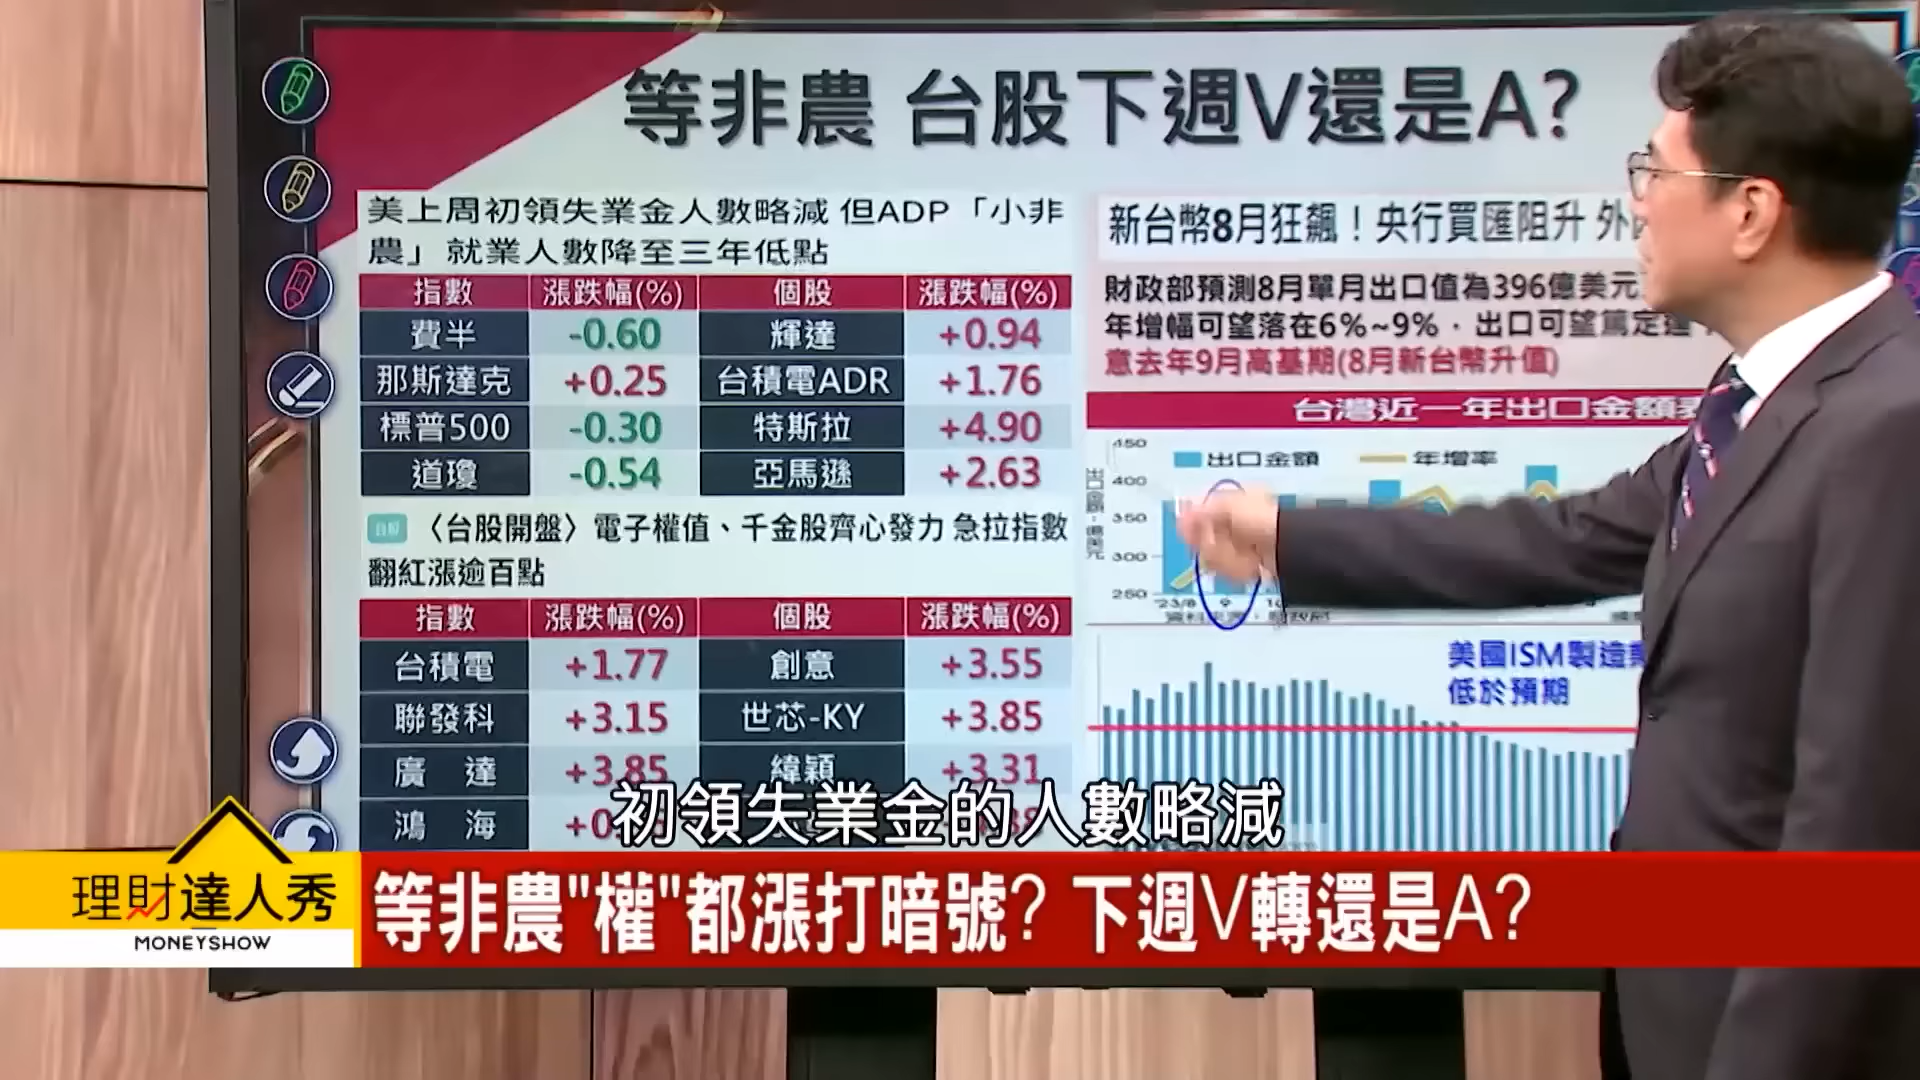 等非農 台股下週V還是A?
美上周初領失業金人數略減 但ADP「小非
農」就業人數降至三年低點
指數 漲跌幅(%) 個股 漲跌幅(%)
費半 -0.60 輝達 +0.94
那斯達克 +0.25 台積電ADR +1.76
標普500 -0.30 特斯拉 +4.90
道瓊 -0.54 亞馬遜 +2.63
〈台股開盤〉電子權值、千金股齊心發力 急拉指數
翻紅漲逾百點
指數 漲跌幅(%) 個股 漲跌幅(%)
台積電 +1.77 創意 +3.55
聯發科 +3.15 世芯-KY +3.85
廣 達 +3.85 緯穎 +3.31
鴻 海
新台幣8月狂飆！央行買匯阻升
財政部預測8月單月出口值為396億美元
年增幅可望落在6%~9%，出口可望篤定
意去年9月高基期(8月新台幣升值)
台灣近一年出口金額
出口金額 年增率
450
400
350
300
250
'23/8 9
美國ISM製造
低於預期
初領失業金的人數略減
理財達人秀
MONEYSHOW
等非農"權"都漲打暗號? 下週V轉還是A?